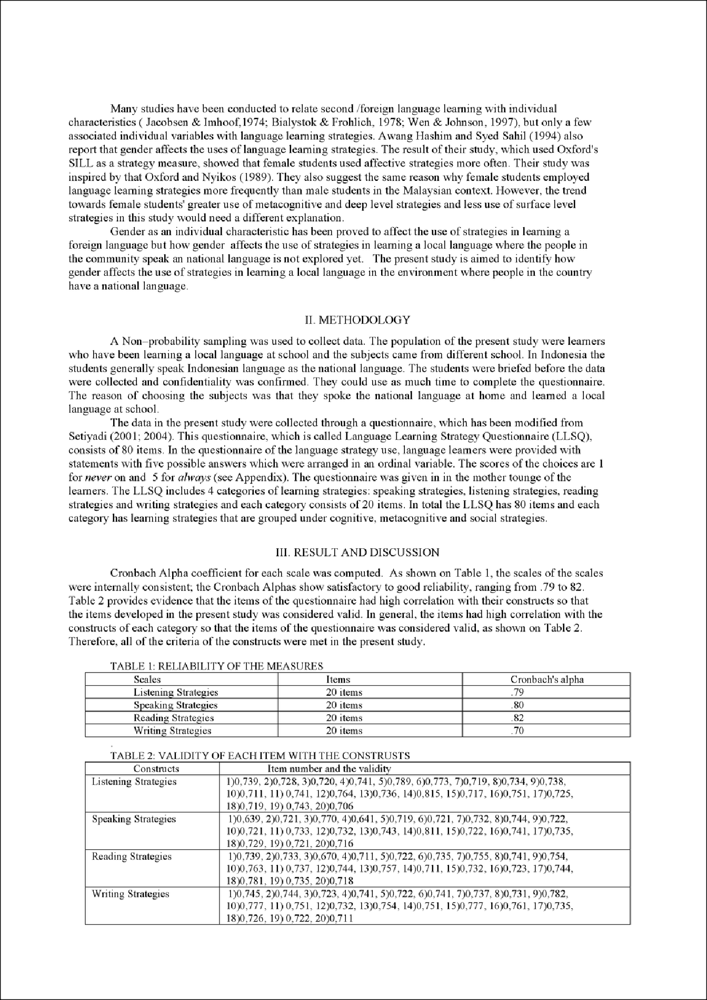 Many studies have been conducted to relate second /foreign language learning with individual
characteristics ( Jacobsen & Imhoof,1974; Bialystok & Frohlich, 1978; Wen & Johnson, 1997), but only a few
associated individual variables with language learning strategies. Awang Hashim and Syed Sahil (1994) also
report that gender affects the uses of language learning strategies. The result of their study, which used Oxford's
SILL as a strategy measure, showed that female students used affective strategies more often. Their study was
inspired by that Oxford and Nyikos (1989). They also suggest the same reason why female students employed
language learning strategies more frequently than male students in the Malaysian context. However, the trend
towards female students' greater use of metacognitive and deep level strategies and less use of surface level
strategies in this study would need a different explanation.
Gender as an individual characteristic has been proved to affect the use of strategies in learning a
foreign language but how gender  affects the use of strategies in learning a local language where the people in
the community speak an national language is not explored yet.   The present study is aimed to identify how
gender affects the use of strategies in learning a local language in the environment where people in the country
have a national language.
II. METHODOLOGY
A Non–probability sampling was used to collect data. The population of the present study were learners
who have been learning a local language at school and the subjects came from different school. In Indonesia the
students generally speak Indonesian language as the national language. The students were briefed before the data
were collected and confidentiality was confirmed. They could use as much time to complete the questionnaire.
The reason of choosing the subjects was that they spoke the national language at home and learned a local
language at school.
The data in the present study were collected through a questionnaire, which has been modified from
Setiyadi (2001; 2004). This questionnaire, which is called Language Learning Strategy Questionnaire (LLSQ),
consists of 80 items. In the questionnaire of the language strategy use, language learners were provided with
statements with five possible answers which were arranged in an ordinal variable. The scores of the choices are 1
for never on and  5 for always (see Appendix). The questionnaire was given in in the mother tounge of the
learners. The LLSQ includes 4 categories of learning strategies: speaking strategies, listening strategies, reading
strategies and writing strategies and each category consists of 20 items. In total the LLSQ has 80 items and each
category has learning strategies that are grouped under cognitive, metacognitive and social strategies.
III. RESULT AND DISCUSSION
Cronbach Alpha coefficient for each scale was computed.  As shown on Table 1, the scales of the scales
were internally consistent; the Cronbach Alphas show satisfactory to good reliability, ranging from .79 to 82.
Table 2 provides evidence that the items of the questionnaire had high correlation with their constructs so that
the items developed in the present study was considered valid. In general, the items had high correlation with the
constructs of each category so that the items of the questionnaire was considered valid, as shown on Table 2.
Therefore, all of the criteria of the constructs were met in the present study.
TABLE 1: RELIABILITY OF THE MEASURES
Scales Items Cronbach's alpha
Listening Strategies 20 items .79
Speaking Strategies 20 items .80
Reading Strategies 20 items .82
Writing Strategies 20 items .70
.
TABLE 2: VALIDITY OF EACH ITEM WITH THE CONSTRUSTS
Constructs Item number and the validity
Listening Strategies 1)0,739, 2)0,728, 3)0,720, 4)0,741, 5)0,789, 6)0,773, 7)0,719, 8)0,734, 9)0,738,
10)0,711, 11) 0,741, 12)0,764, 13)0,736, 14)0,815, 15)0,717, 16)0,751, 17)0,725,
18)0,719, 19) 0,743, 20)0,706
Speaking Strategies 1)0,639, 2)0,721, 3)0,770, 4)0,641, 5)0,719, 6)0,721, 7)0,732, 8)0,744, 9)0,722,
10)0,721, 11) 0,733, 12)0,732, 13)0,743, 14)0,811, 15)0,722, 16)0,741, 17)0,735,
18)0,729, 19) 0,721, 20)0,716
Reading Strategies 1)0,739, 2)0,733, 3)0,670, 4)0,711, 5)0,722, 6)0,735, 7)0,755, 8)0,741, 9)0,754,
10)0,763, 11) 0,737, 12)0,744, 13)0,757, 14)0,711, 15)0,732, 16)0,723, 17)0,744,
18)0,781, 19) 0,735, 20)0,718
Writing Strategies 1)0,745, 2)0,744, 3)0,723, 4)0,741, 5)0,722, 6)0,741, 7)0,737, 8)0,731, 9)0,782,
10)0,777, 11) 0,751, 12)0,732, 13)0,754, 14)0,751, 15)0,777, 16)0,761, 17)0,735,
18)0,726, 19) 0,722, 20)0,711